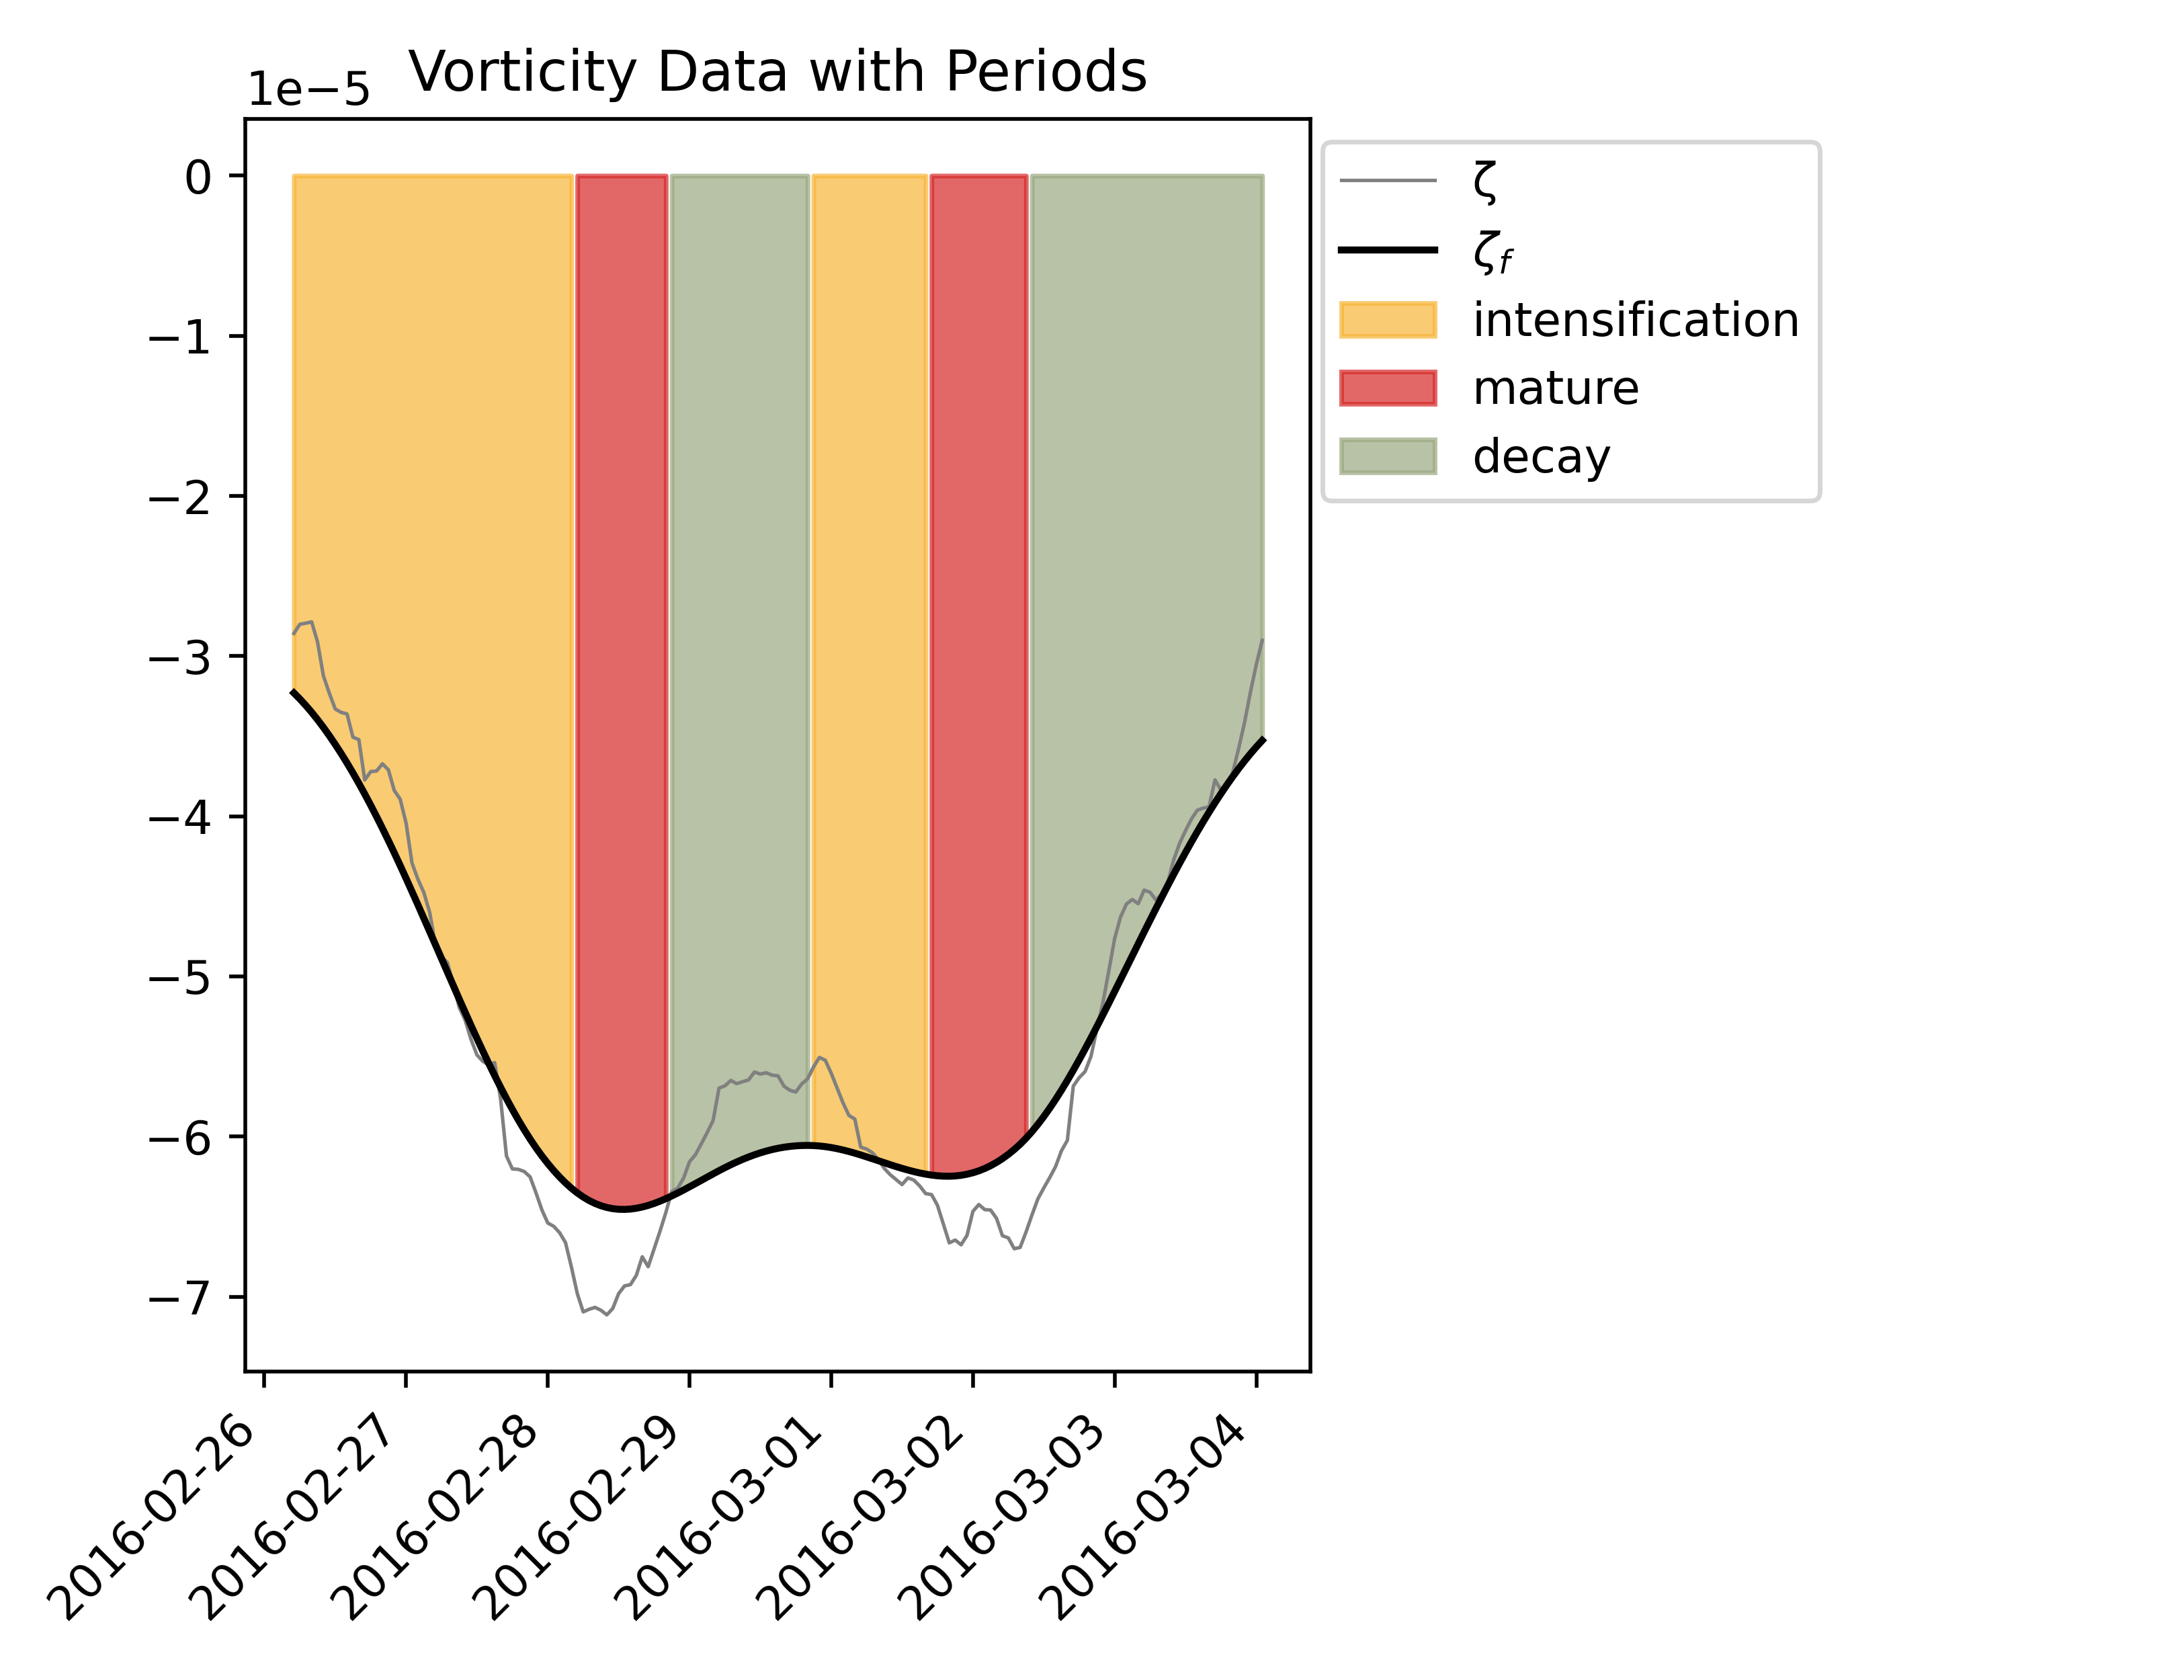 Vorticity Data with Periods
1e−5
0
−1
−2
−3
−4
−5
−6
−7
2016-02-26
2016-02-27
2016-02-28
2016-02-29
2016-03-01
2016-03-02
2016-03-03
2016-03-04
ζ
ζf
intensification
mature
decay